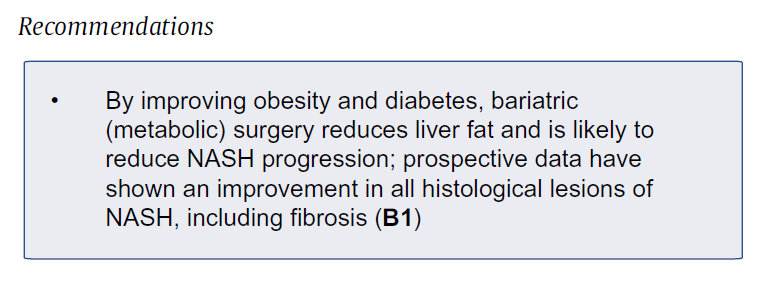 Recommendations
• By improving obesity and diabetes, bariatric
(metabolic) surgery reduces liver fat and is likely to
reduce NASH progression; prospective data have
shown an improvement in all histological lesions of
NASH, including fibrosis (B1)